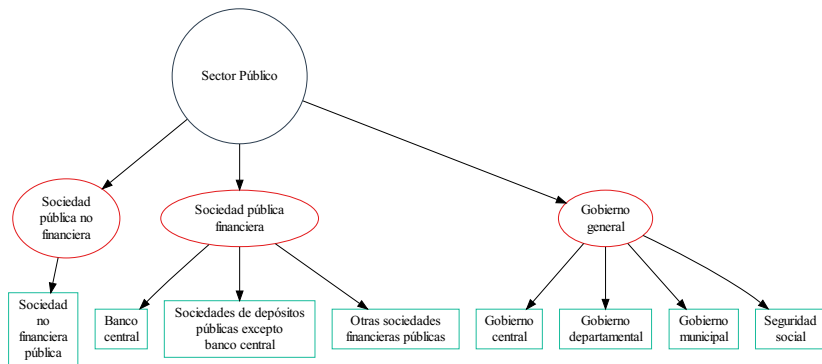 Sector Público
Sociedad
pública no
financiera
Sociedad pública
financiera
Gobierno
general
Sociedad
no
financiera
pública
Banco
central
Sociedades de depósitos
públicas excepto
banco central
Otras sociedades
financieras públicas
Gobierno
central
Gobierno
departamental
Gobierno
municipal
Seguridad
social